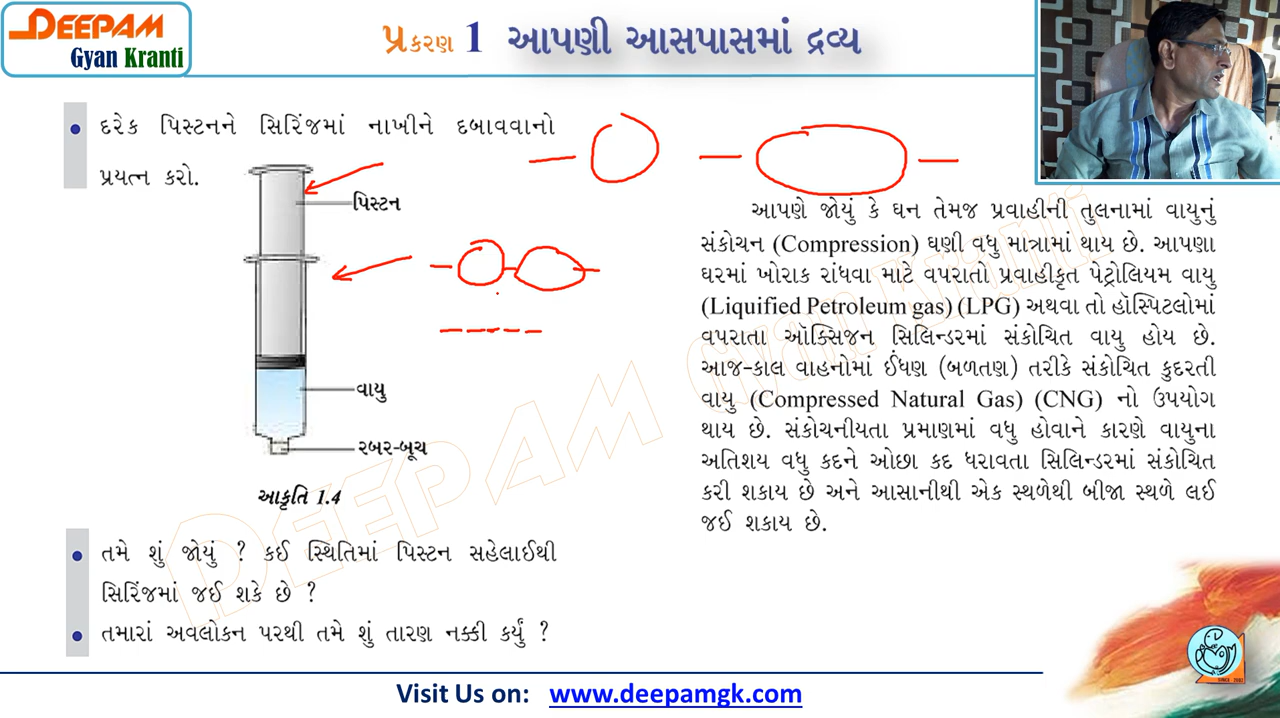 DEEPAM
Gyan Kranti
પ્રકરણ 1 આપણી આસપાસમાં દ્રવ્ય
દરેક પિસ્ટનને સિરિંજમાં નાખીને દબાવવાનો
પ્રયત્ન કરો.
પિસ્ટન
વાયુ
રબર-બૂચ
આકૃતિ 1.4
તમે શું જોયું ? કઈ સ્થિતિમાં પિસ્ટન સહેલાઈથી
સિરિંજમાં જઈ શકે છે ?
તમારાં અવલોકન પરથી તમે શું તારણ નક્કી કર્યું ?
આપણે જોયું કે ઘન તેમજ પ્રવાહીની તુલનામાં વાયુનું
સંકોચન (Compression) ઘણી વધુ માત્રામાં થાય છે. આપણા
ઘરમાં ખોરાક રાંધવા માટે વપરાતો પ્રવાહીકૃત પેટ્રોલિયમ વાયુ
(Liquified Petroleum gas) (LPG) અથવા તો હૉસ્પિટલોમાં
વપરાતા ઑક્સિજન સિલિન્ડરમાં સંકોચિત વાયુ હોય છે.
આજ-કાલ વાહનોમાં ઈંધણ (બળતણ) તરીકે સંકોચિત કુદરતી
વાયુ (Compressed Natural Gas) (CNG) નો ઉપયોગ
થાય છે. સંકોચનીયતા પ્રમાણમાં વધુ હોવાને કારણે વાયુના
અતિશય વધુ કદને ઓછા કદ ધરાવતા સિલિન્ડરમાં સંકોચિત
કરી શકાય છે અને આસાનીથી એક સ્થળેથી બીજા સ્થળે લઈ
જઈ શકાય છે.
DEEPAM Gyan Kranti
SINCE 2002
Visit Us on: www.deepamgk.com